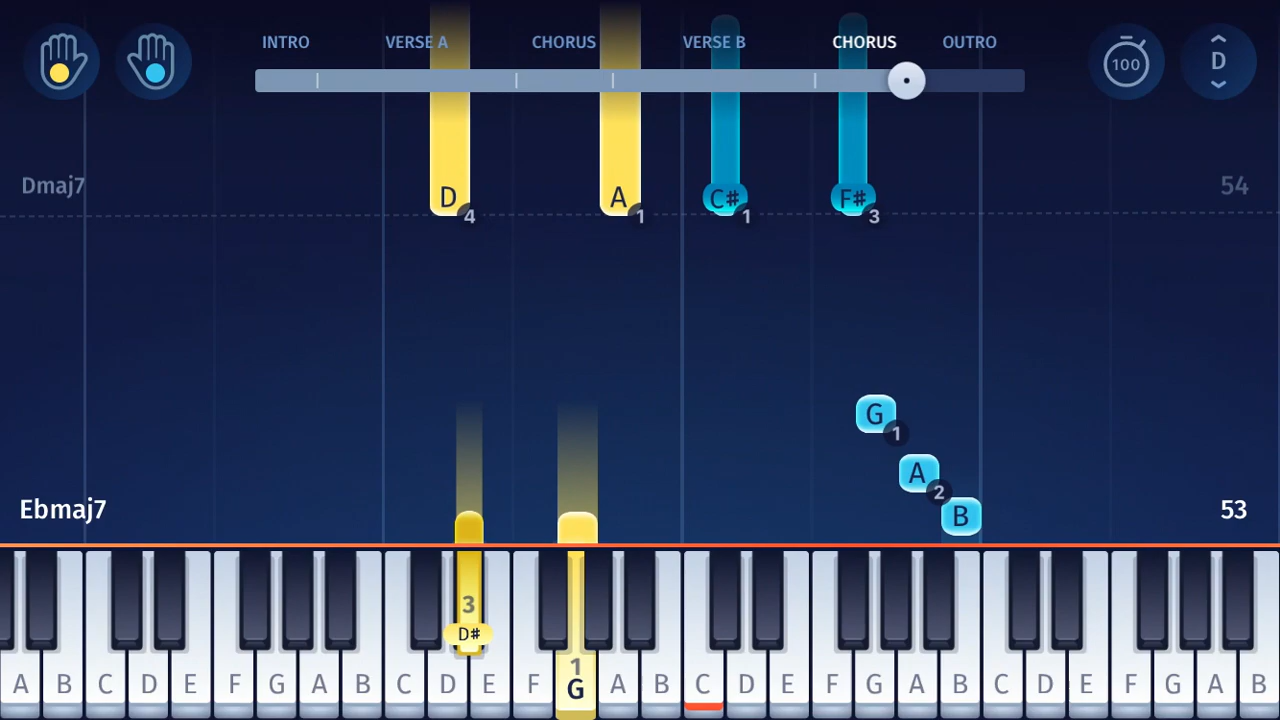 INTRO VERSE A CHORUS VERSE B CHORUS OUTRO
100 D
Dmaj7 D A C# F# 54
4 1 1 3
G
1
A
2
Ebmaj7 B 53
3
D#
1
A B C D E F G A B C D E F G A B C D E F G A B C D E F G A B